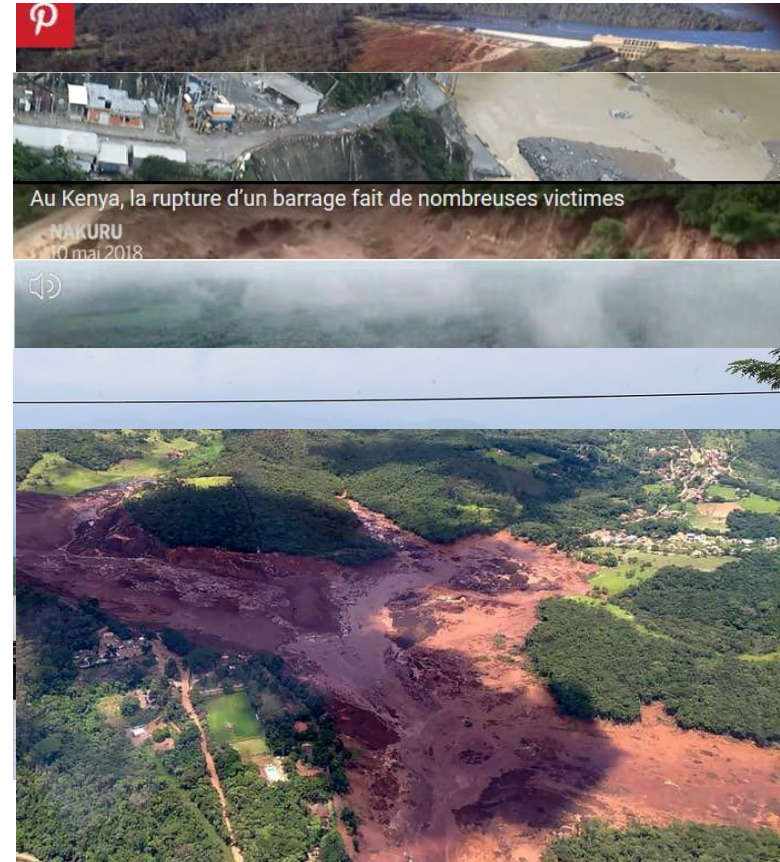 Au Kenya, la rupture d'un barrage fait de nombreuses victimes
NAKURU
10 mai 2018